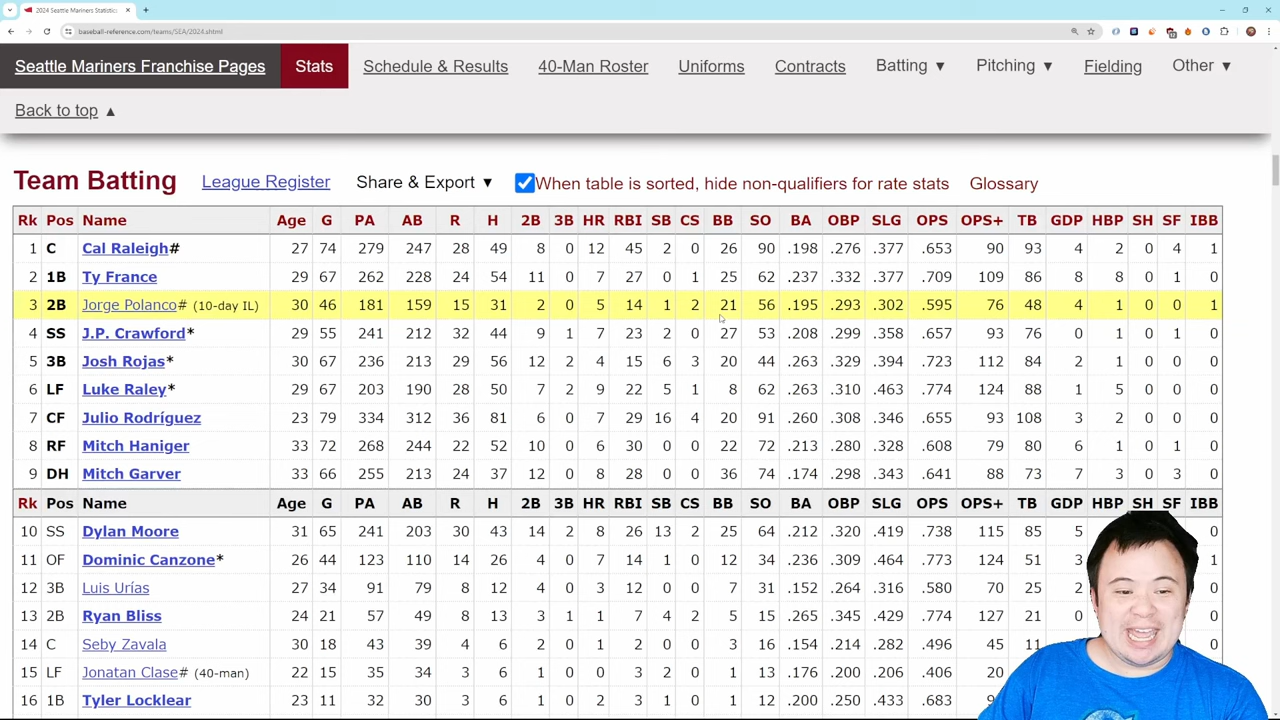 2024 Seattle Mariners Statistics
baseball-reference.com/teams/SEA/2024.shtml
Seattle Mariners Franchise Pages Stats Schedule & Results 40-Man Roster Uniforms Contracts Batting ▼ Pitching ▼ Fielding Other ▼
Back to top ▲
Team Batting League Register Share & Export ▼ When table is sorted, hide non-qualifiers for rate stats Glossary
Rk Pos Name Age G PA AB R H 2B 3B HR RBI SB CS BB SO BA OBP SLG OPS OPS+ TB GDP HBP SH SF IBB
1 C Cal Raleigh# 27 74 279 247 28 49 8 0 12 45 2 0 26 90 .198 .276 .377 .653 90 93 4 2 0 4 1
2 1B Ty France 29 67 262 228 24 54 11 0 7 27 0 1 25 62 .237 .332 .377 .709 109 86 8 8 0 1 0
3 2B Jorge Polanco# (10-day IL) 30 46 181 159 15 31 2 0 5 14 1 2 21 56 .195 .293 .302 .595 76 48 4 1 0 0 1
4 SS J.P. Crawford* 29 55 241 212 32 44 9 1 7 23 2 0 27 53 .208 .299 .358 .657 93 76 0 1 0 1 0
5 3B Josh Rojas* 30 67 236 213 29 56 12 2 4 15 6 3 20 44 .263 .329 .394 .723 112 84 2 1 2 0 0
6 LF Luke Raley* 29 67 203 190 28 50 7 2 9 22 5 1 8 62 .263 .310 .463 .774 124 88 1 5 0 0 0
7 CF Julio Rodríguez 23 79 334 312 36 81 6 0 7 29 16 4 20 91 .260 .308 .346 .655 93 108 3 2 0 0 0
8 RF Mitch Haniger 33 72 268 244 22 52 10 0 6 30 0 0 22 72 .213 .280 .328 .608 79 80 6 1 0 1 0
9 DH Mitch Garver 33 66 255 213 24 37 12 0 8 28 0 0 36 74 .174 .298 .343 .641 88 73 7 3 0 3 0
Rk Pos Name Age G PA AB R H 2B 3B HR RBI SB CS BB SO BA OBP SLG OPS OPS+ TB GDP HBP SH SF IBB
10 SS Dylan Moore 31 65 241 203 30 43 14 2 8 26 13 2 25 64 .212 .320 .419 .738 115 85 5 0
11 OF Dominic Canzone* 26 44 123 110 14 26 4 0 7 14 1 0 12 34 .236 .309 .464 .773 124 51 3 1
12 3B Luis Urías 27 34 91 79 8 12 4 0 3 12 0 0 7 31 .152 .264 .316 .580 70 25 2 0
13 2B Ryan Bliss 24 21 57 49 8 13 3 1 1 7 4 2 5 15 .265 .345 .429 .774 127 21 0 0
14 C Seby Zavala 30 18 43 39 4 6 2 0 1 2 0 0 3 16 .154 .214 .282 .496 45 11 0
15 LF Jonatan Clase# (40-man) 22 15 35 34 3 6 1 0 0 3 2 0 1 13 .176 .200 .206 .406 20 0
16 1B Tyler Locklear 23 11 32 30 3 6 2 0 2 3 1 0 1 12 .200 .250 .433 .683 0